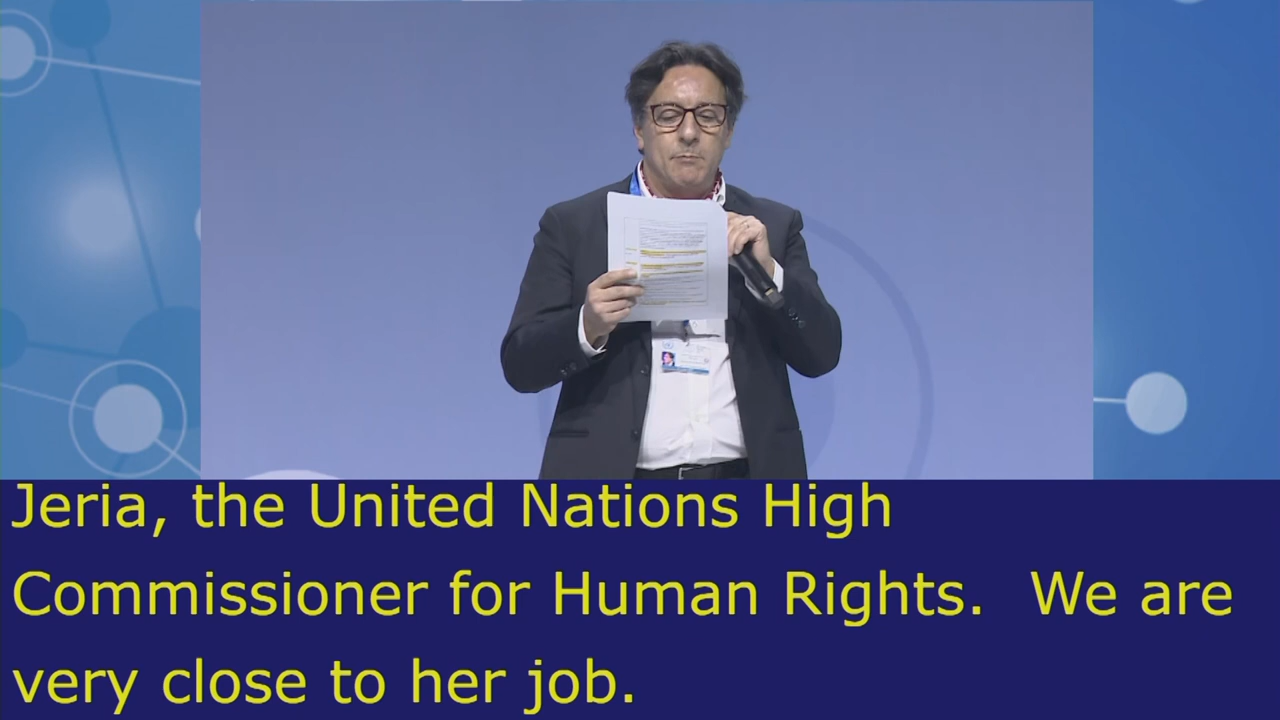 Jeria, the United Nations High
Commissioner for Human Rights.  We are
very close to her job.